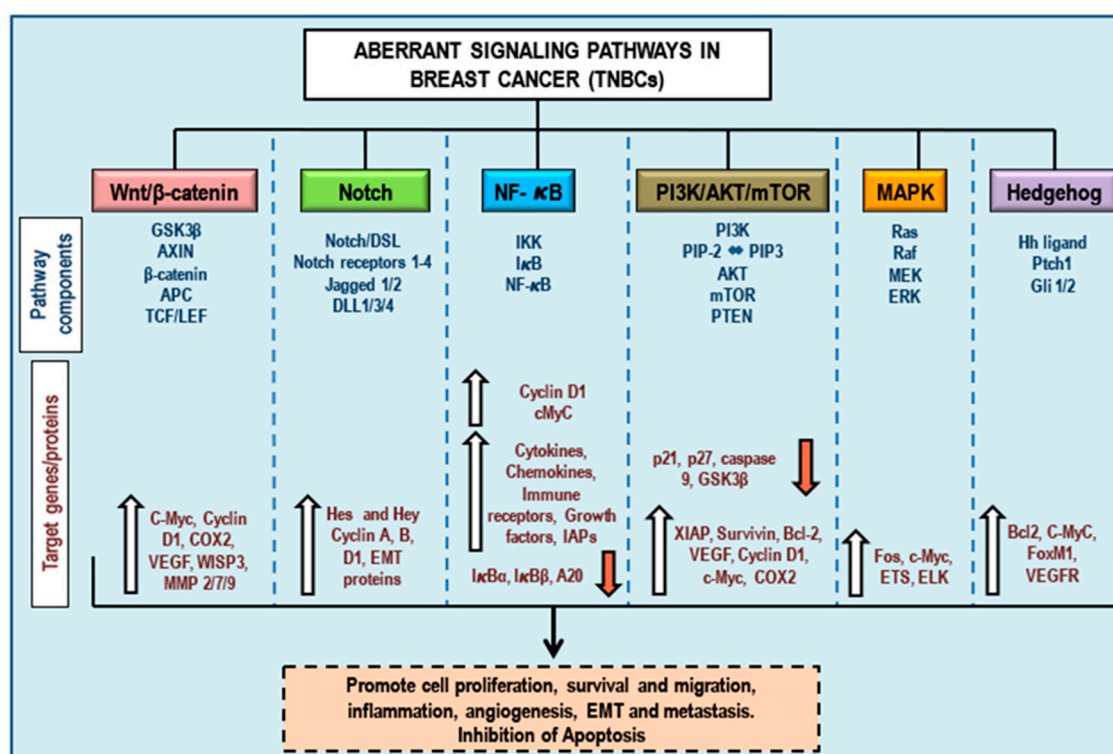 ABERRANT SIGNALING PATHWAYS IN
BREAST CANCER (TNBCs)
Wnt/β-catenin
Notch
NF- κB
PI3K/AKT/mTOR
MAPK
Hedgehog
Pathway
components
GSK3β
AXIN
β-catenin
APC
TCF/LEF
Notch/DSL
Notch receptors 1-4
Jagged 1/2
DLL1/3/4
IKK
IκB
NF-κB
PI3K
PIP-2 ⇔ PIP3
AKT
mTOR
PTEN
Ras
Raf
MEK
ERK
Hh ligand
Ptch1
Gli 1/2
Target genes/proteins
C-Myc, Cyclin
D1, COX2,
VEGF, WISP3,
MMP 2/7/9
Hes and Hey
Cyclin A, B,
D1, EMT
proteins
Cyclin D1
cMyC
Cytokines,
Chemokines,
Immune
receptors, Growth
factors, IAPs
IκBα, IκBβ, A20
p21, p27, caspase
9, GSK3β
XIAP, Survivin, Bcl-2,
VEGF, Cyclin D1,
c-Myc, COX2
Fos, c-Myc,
ETS, ELK
Bcl2, C-MyC,
FoxM1,
VEGFR
Promote cell proliferation, survival and migration,
inflammation, angiogenesis, EMT and metastasis.
Inhibition of Apoptosis